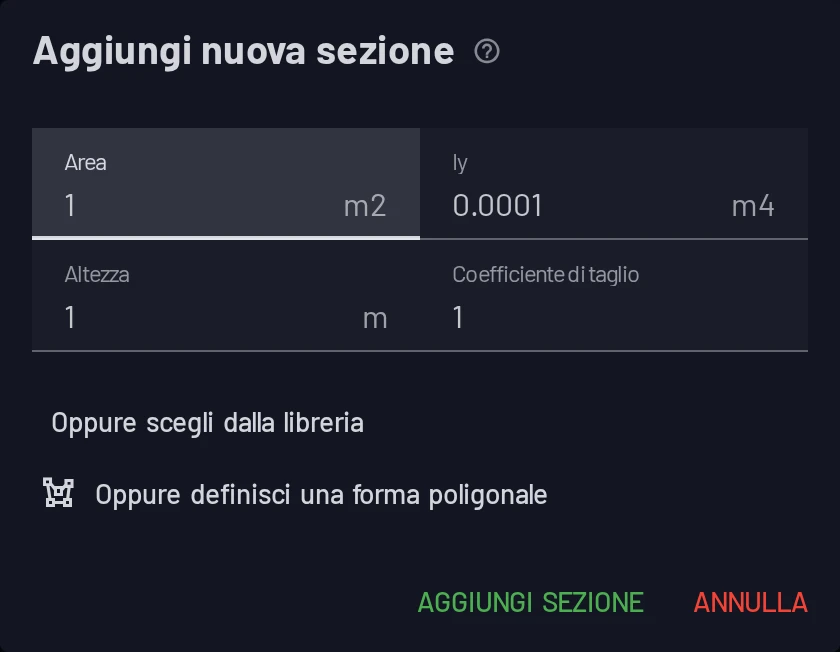 Aggiungi nuova sezione
Area
1 m2
Iy
0.0001 m4
Altezza
1 m
Coefficiente di taglio
1
Oppure scegli dalla libreria
Oppure definisci una forma poligonale
AGGIUNGI SEZIONE ANNULLA